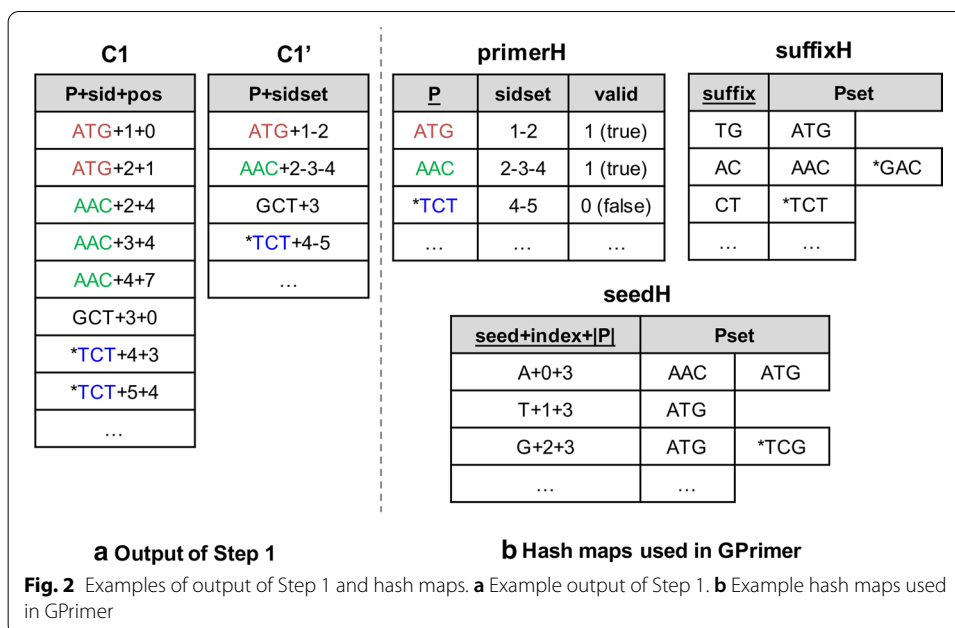 C1
P+sid+pos
ATG+1+0
ATG+2+1
AAC+2+4
AAC+3+4
AAC+4+7
GCT+3+0
*TCT+4+3
*TCT+5+4
…
C1’
P+sidset
ATG+1-2
AAC+2-3-4
GCT+3
*TCT+4-5
…
a Output of Step 1
primerH
P sidset valid
ATG 1-2 1 (true)
AAC 2-3-4 1 (true)
*TCT 4-5 0 (false)
… … …
suffixH
suffix Pset
TG ATG
AC AAC *GAC
CT *TCT
… …
seedH
seed+index+|P| Pset
A+0+3 AAC ATG
T+1+3 ATG
G+2+3 ATG *TCG
… …
b Hash maps used in GPrimer
Fig. 2 Examples of output of Step 1 and hash maps. a Example output of Step 1. b Example hash maps used
in GPrimer